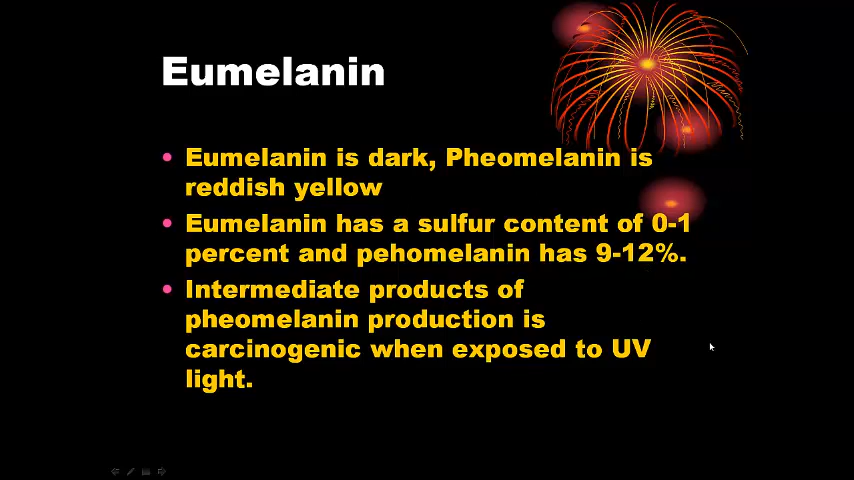 Eumelanin
• Eumelanin is dark, Pheomelanin is
reddish yellow
• Eumelanin has a sulfur content of 0-1
percent and pehomelanin has 9-12%.
• Intermediate products of
pheomelanin production is
carcinogenic when exposed to UV
light.